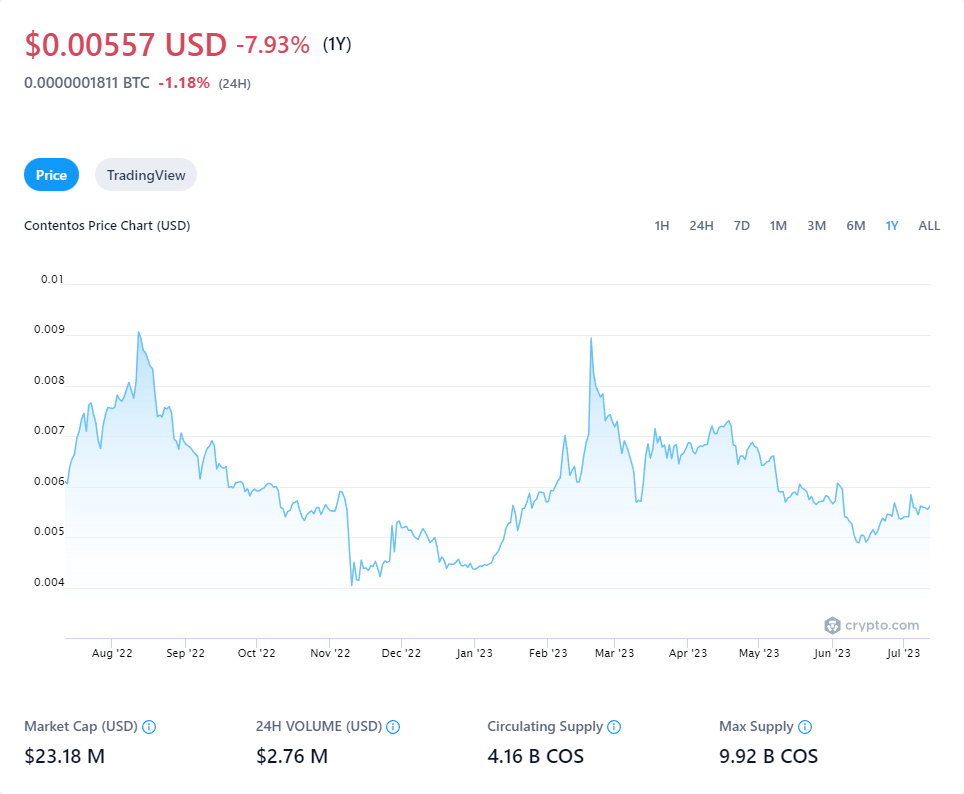 $0.00557 USD -7.93% (1Y)
0.0000001811 BTC -1.18% (24H)
Price TradingView
Contentos Price Chart (USD) 1H 24H 7D 1M 3M 6M 1Y ALL
0.01
0.009
0.008
0.007
0.006
0.005
0.004
crypto.com
Aug '22 Sep '22 Oct '22 Nov '22 Dec '22 Jan '23 Feb '23 Mar '23 Apr '23 May '23 Jun '23 Jul '23
Market Cap (USD) 24H VOLUME (USD) Circulating Supply Max Supply
$23.18 M $2.76 M 4.16 B COS 9.92 B COS